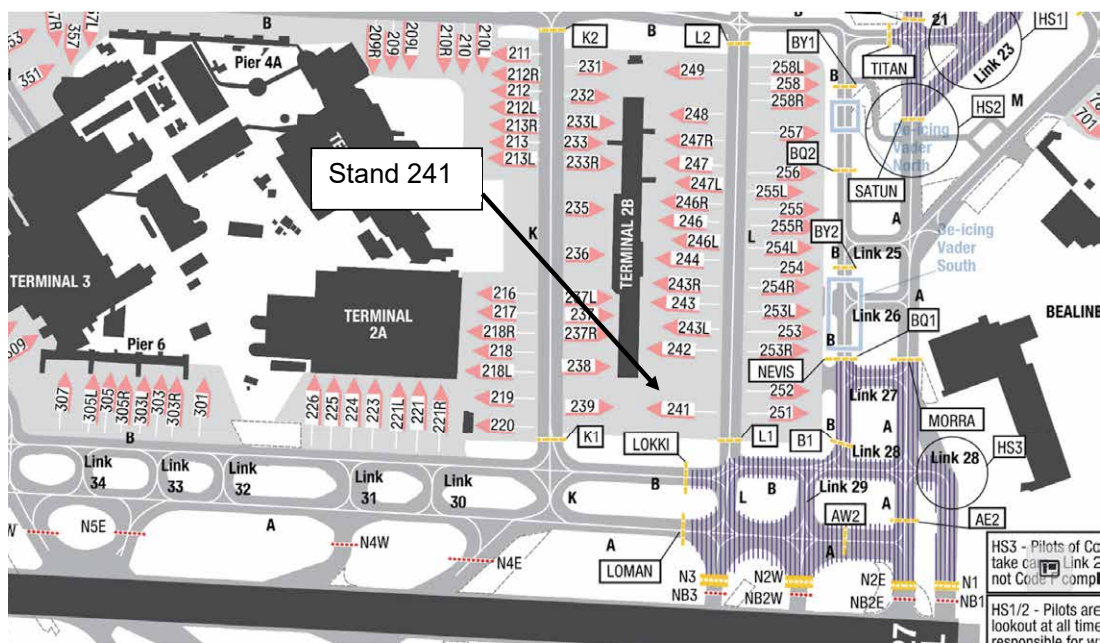 B
K2
B
L2
B
21
HS1
BY1
TITAN
Link 23
353
357
357L
351
Pier 4A
209R
209
209L
210R
210
210L
211
212R
212
212L
213R
213
213L
231
232
233L
233
233R
235
236
237L
237
237R
238
239
249
248
247R
247
247L
246R
246
246L
244
243R
243
243L
242
241
258L
258
258R
257
256
255L
255
255R
254L
254
254R
253L
253
253R
252
251
B
HS2
M
701
De-icing
Vader
North
BQ2
SATUN
A
BY2
B
Link 25
De-icing
Vader
South
Link 26
A
BQ1
B
BEALINE
Stand 241
TERMINAL 2B
K
L
TERMINAL 3
TERMINAL
2A
Pier 6
309
307
305L
305
305R
303L
303
303R
301
226
225
224
223
221L
221
221R
216
217
218R
218
218L
219
220
NEVIS
Link 27
MORRA
B1
B
A
Link 28
Link 28
HS3
K1
LOKKI
L1
B
Link
34
Link
33
Link
32
Link
31
Link
30
K
B
L
B
Link 29
AW2
A
AE2
A
N5E
A
N4W
N4E
LOMAN
A
N3
NB3
N2W
NB2W
N2E
NB2E
N1
NB1
HS3 - Pilots of Co
take ca Link 2
not Code F compl
HS1/2 - Pilots are
lookout at all time
responsible for w